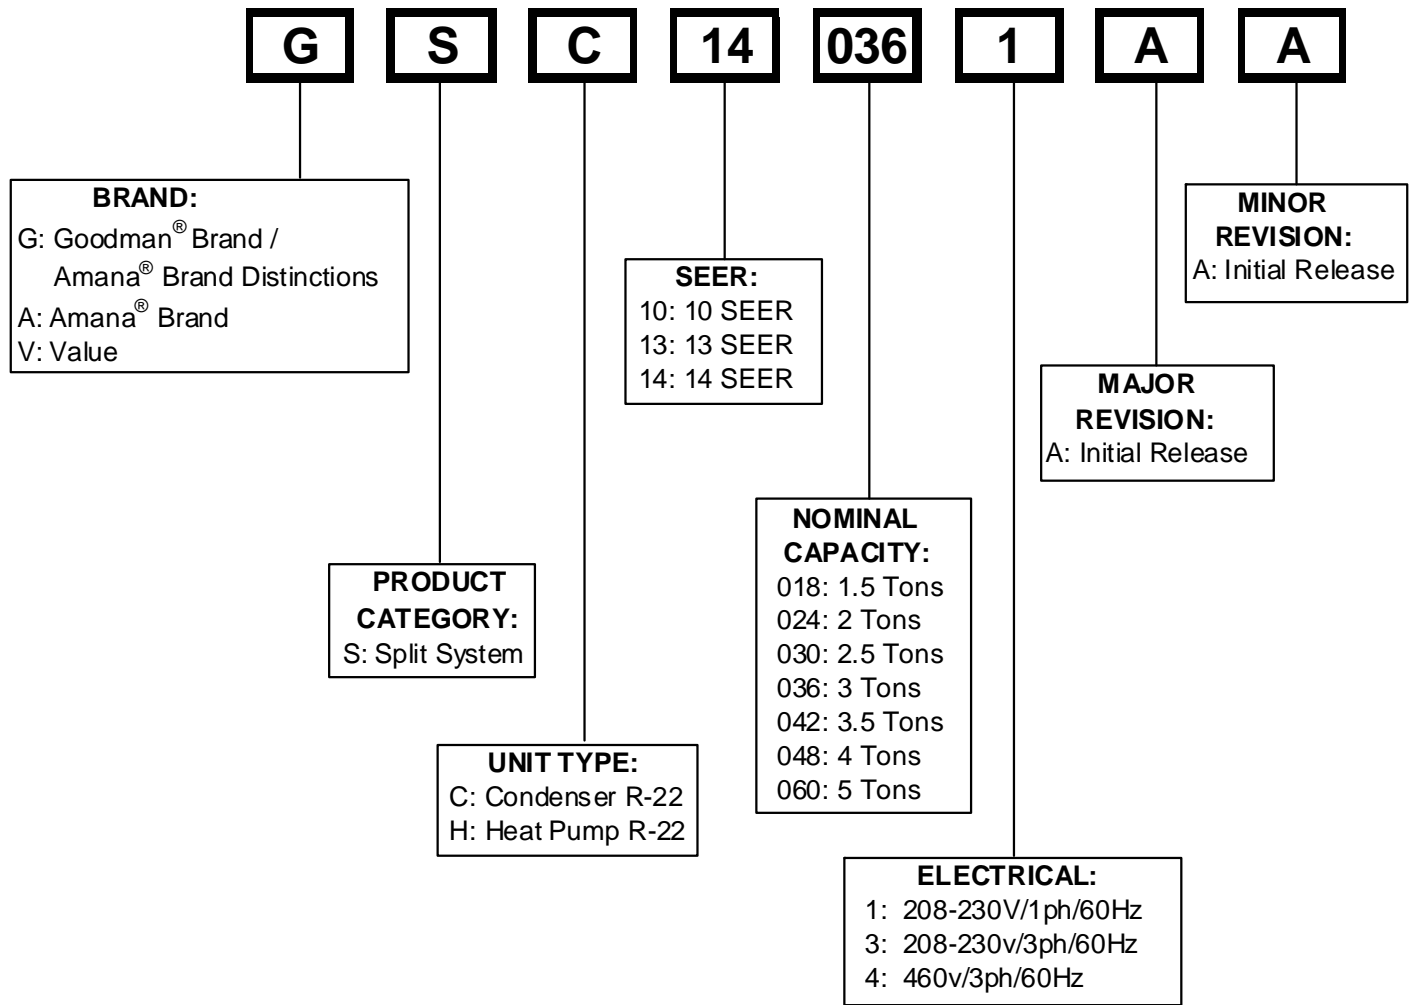 G S C 14 036 1 A A
BRAND:
G: Goodman® Brand /
Amana® Brand Distinctions
A: Amana® Brand
V: Value
PRODUCT
CATEGORY:
S: Split System
UNIT TYPE:
C: Condenser R-22
H: Heat Pump R-22
SEER:
10: 10 SEER
13: 13 SEER
14: 14 SEER
NOMINAL
CAPACITY:
018: 1.5 Tons
024: 2 Tons
030: 2.5 Tons
036: 3 Tons
042: 3.5 Tons
048: 4 Tons
060: 5 Tons
ELECTRICAL:
1: 208-230V/1ph/60Hz
3: 208-230v/3ph/60Hz
4: 460v/3ph/60Hz
MAJOR
REVISION:
A: Initial Release
MINOR
REVISION:
A: Initial Release